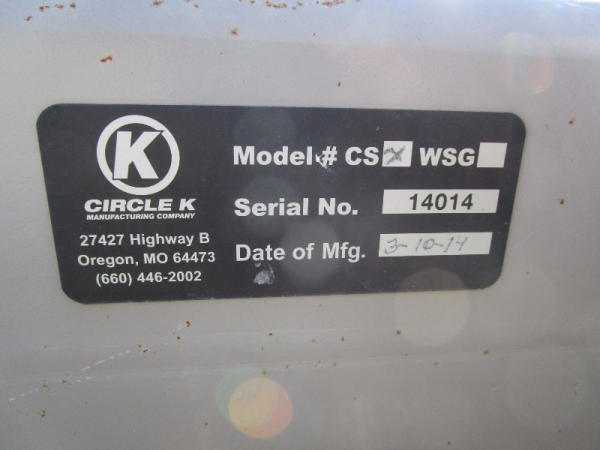 K
CIRCLE K
MANUFACTURING COMPANY
27427 Highway B
Oregon, MO 64473
(660) 446-2002
Model # CS X WSG
Serial No. 14014
Date of Mfg. 3-10-14